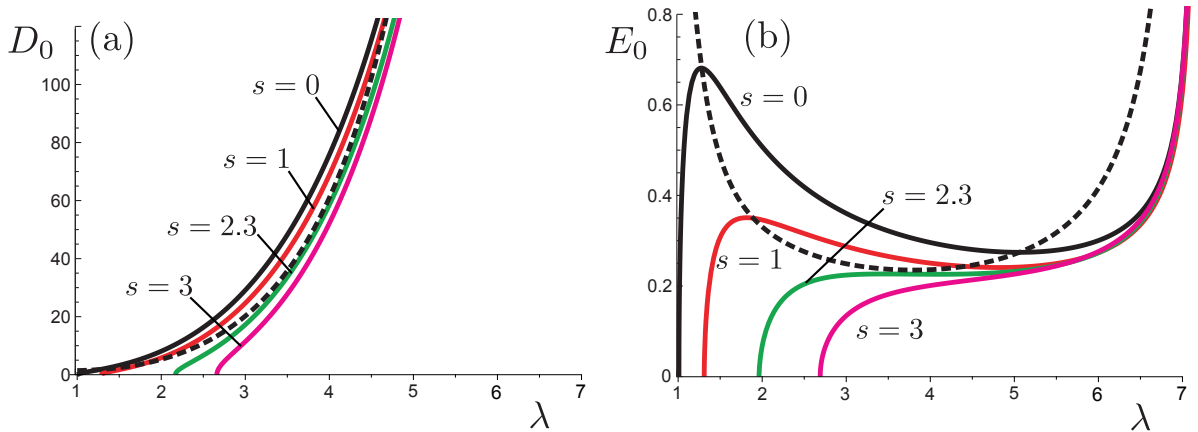 D₀ (a)
100
80
60
40
20
0
s = 0
s = 1
s = 2.3
s = 3
1 2 3 4 5 6 7
λ
E₀ (b)
0.8
0.6
0.4
0.2
0
s = 0
s = 2.3
s = 1
s = 3
1 2 3 4 5 6 7
λ